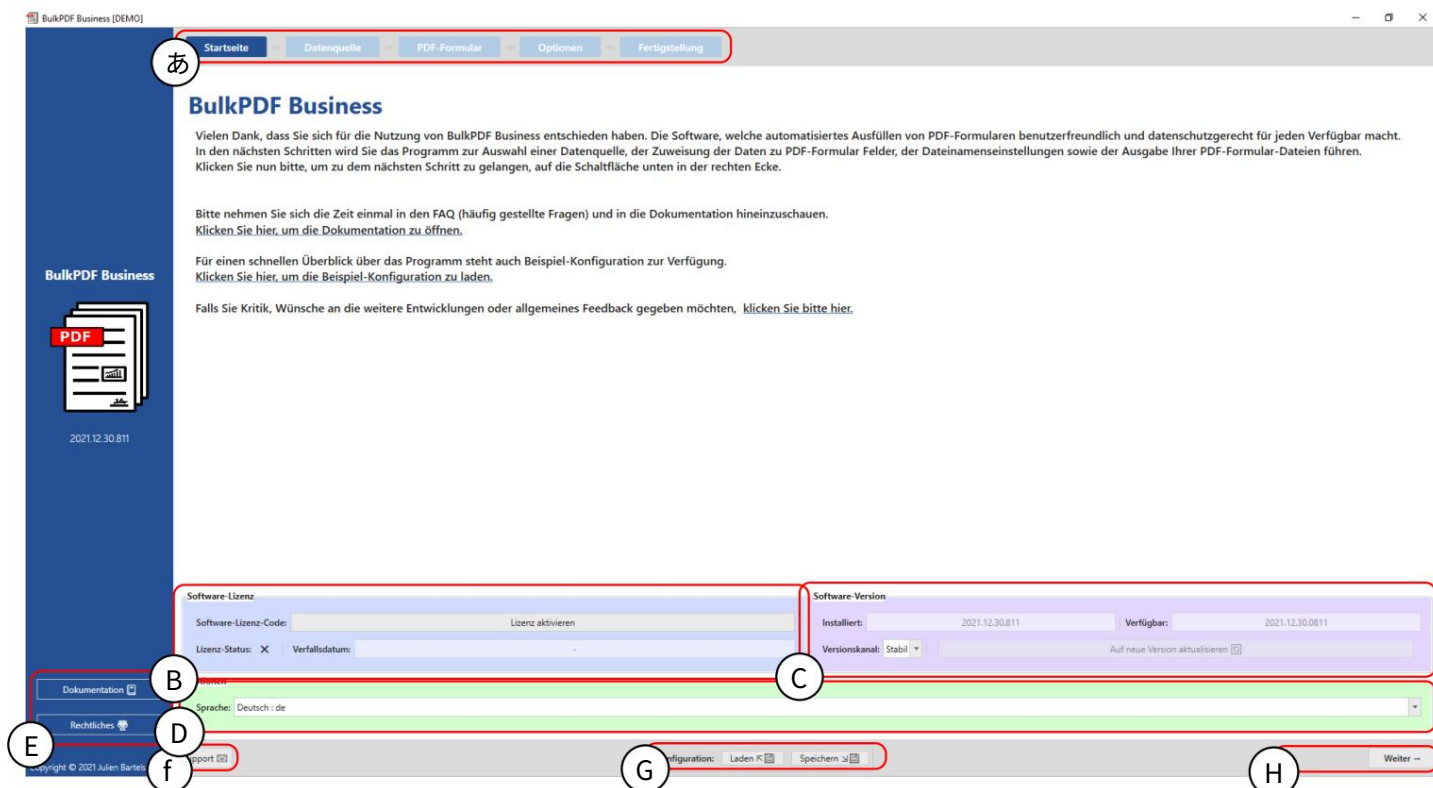 BulkPDF Business [DEMO]
Startseite Datenquelle PDF-Formular Optionen Fertigstellung
あ
BulkPDF Business
Vielen Dank, dass Sie sich für die Nutzung von BulkPDF Business entschieden haben. Die Software, welche automatisiertes Ausfüllen von PDF-Formularen benutzerfreundlich und datenschutzgerecht für jeden Verfügbar macht.
In den nächsten Schritten wird Sie das Programm zur Auswahl einer Datenquelle, der Zuweisung der Daten zu PDF-Formular Felder, der Dateinamenseinstellungen sowie der Ausgabe Ihrer PDF-Formular-Dateien führen.
Klicken Sie nun bitte, um zu dem nächsten Schritt zu gelangen, auf die Schaltfläche unten in der rechten Ecke.
Bitte nehmen Sie sich die Zeit einmal in den FAQ (häufig gestellte Fragen) und in die Dokumentation hineinzuschauen.
Klicken Sie hier, um die Dokumentation zu öffnen.
Für einen schnellen Überblick über das Programm steht auch Beispiel-Konfiguration zur Verfügung.
Klicken Sie hier, um die Beispiel-Konfiguration zu laden.
Falls Sie Kritik, Wünsche an die weitere Entwicklungen oder allgemeines Feedback gegeben möchten, klicken Sie bitte hier.
BulkPDF Business
PDF
2021.12.30.811
Software-Lizenz
Software-Lizenz-Code: Lizenz aktivieren
Lizenz-Status: Verfallsdatum: -
B
Software-Version
Installiert: 2021.12.30.811 Verfügbar: 2021.12.30.0811
Versionskanal: Stabil Auf neue Version aktualisieren
C
Sprache: Deutsch : de
D
Dokumentation
Rechtliches
E
Copyright © 2021 Julien Bartels
f
pport
G
nfiguration: Laden Speichern
H
Weiter